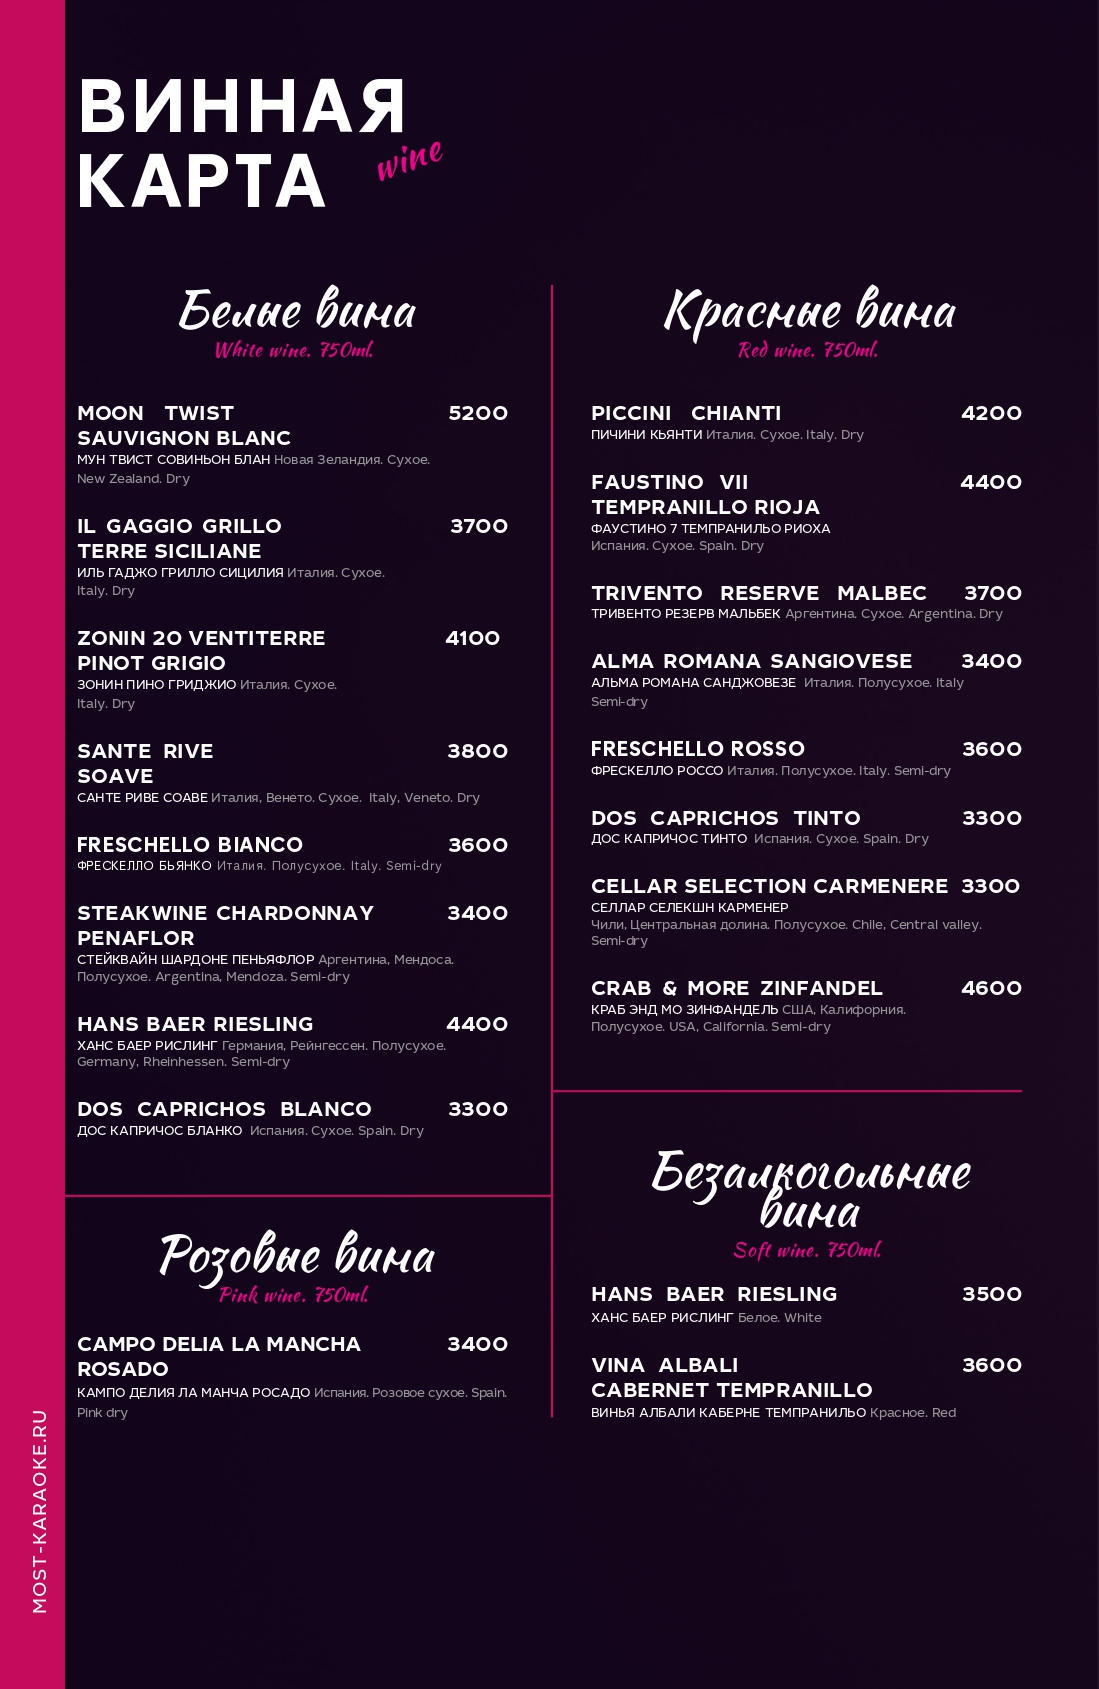 ВИННАЯ
КАРТА
wine
Белые вина
White wine. 750ml.
MOON TWIST 5200
SAUVIGNON BLANC
МУН ТВИСТ СОВИНЬОН БЛАН Новая Зеландия. Сухое.
New Zealand. Dry
IL GAGGIO GRILLO 3700
TERRE SICILIANE
ИЛЬ ГАДЖО ГРИЛЛО СИЦИЛИЯ Италия. Сухое.
Italy. Dry
ZONIN 20 VENTITERRE 4100
PINOT GRIGIO
ЗОНИН ПИНО ГРИДЖИО Италия. Сухое.
Italy. Dry
SANTE RIVE 3800
SOAVE
САНТЕ РИВЕ СОАВЕ Италия, Венето. Сухое. Italy, Veneto. Dry
FRESCHELLO BIANCO 3600
ФРЕСКЕЛЛО БЬЯНКО Италия. Полусухое. Italy. Semi-dry
STEAKWINE CHARDONNAY 3400
PENAFLOR
СТЕЙКВАЙН ШАРДОНЕ ПЕНЬЯФЛОР Аргентина, Мендоса.
Полусухое. Argentina, Mendoza. Semi-dry
HANS BAER RIESLING 4400
ХАНС БАЕР РИСЛИНГ Германия, Рейнгессен. Полусухое.
Germany, Rheinhessen. Semi-dry
DOS CAPRICHOS BLANCO 3300
ДОС КАПРИЧОС БЛАНКО Испания. Сухое. Spain. Dry
Розовые вина
Pink wine. 750ml.
CAMPO DELIA LA MANCHA 3400
ROSADO
КАМПО ДЕЛИЯ ЛА МАНЧА РОСАДО Испания. Розовое сухое. Spain.
Pink dry
Красные вина
Red wine. 750ml.
PICCINI CHIANTI 4200
ПИЧИНИ КЬЯНТИ Италия. Сухое. Italy. Dry
FAUSTINO VII 4400
TEMPRANILLO RIOJA
ФАУСТИНО 7 ТЕМПРАНИЛЬО РИОХА
Испания. Сухое. Spain. Dry
TRIVENTO RESERVE MALBEC 3700
ТРИВЕНТО РЕЗЕРВ МАЛЬБЕК Аргентина. Сухое. Argentina. Dry
ALMA ROMANA SANGIOVESE 3400
АЛЬМА РОМАНА САНДЖОВЕЗЕ Италия. Полусухое. Italy
Semi-dry
FRESCHELLO ROSSO 3600
ФРЕСКЕЛЛО РОССО Италия. Полусухое. Italy. Semi-dry
DOS CAPRICHOS TINTO 3300
ДОС КАПРИЧОС ТИНТО Испания. Сухое. Spain. Dry
CELLAR SELECTION CARMENERE 3300
СЕЛЛАР СЕЛЕКШН КАРМЕНЕР
Чили, Центральная долина. Полусухое. Chile, Central valley.
Semi-dry
CRAB & MORE ZINFANDEL 4600
КРАБ ЭНД МО ЗИНФАНДЕЛЬ США, Калифорния.
Полусухое. USA, California. Semi-dry
Безалкогольные
вина
Soft wine. 750ml.
HANS BAER RIESLING 3500
ХАНС БАЕР РИСЛИНГ Белое. White
VINA ALBALI 3600
CABERNET TEMPRANILLO
ВИНЬЯ АЛБАЛИ КАБЕРНЕ ТЕМПРАНИЛЬО Красное. Red
MOST-KARAOKE.RU